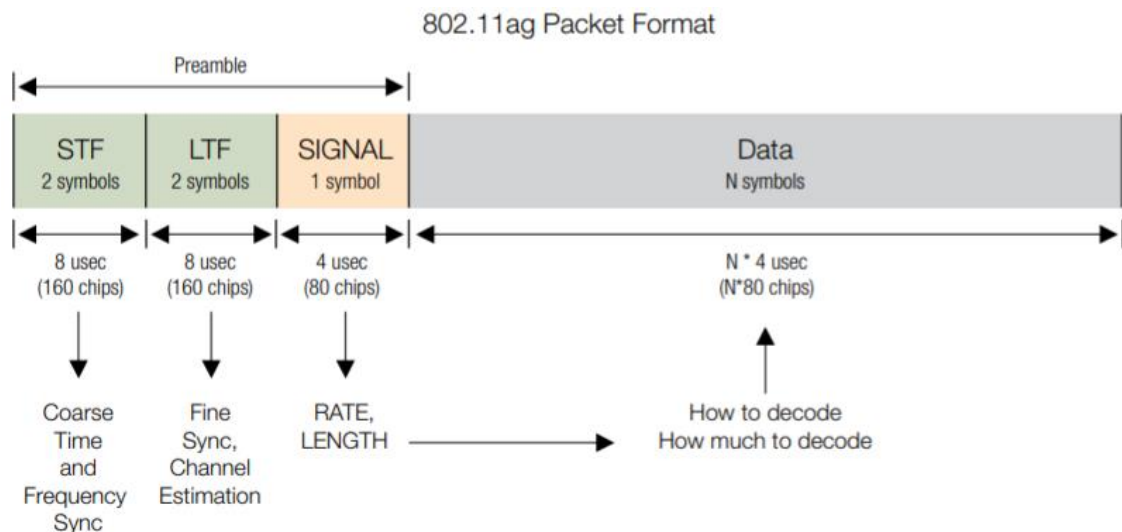 802.11ag Packet Format
Preamble
STF
2 symbols
LTF
2 symbols
SIGNAL
1 symbol
Data
N symbols
8 usec
(160 chips)
8 usec
(160 chips)
4 usec
(80 chips)
N * 4 usec
(N*80 chips)
Coarse
Time
and
Frequency
Sync
Fine
Sync,
Channel
Estimation
RATE,
LENGTH
How to decode
How much to decode